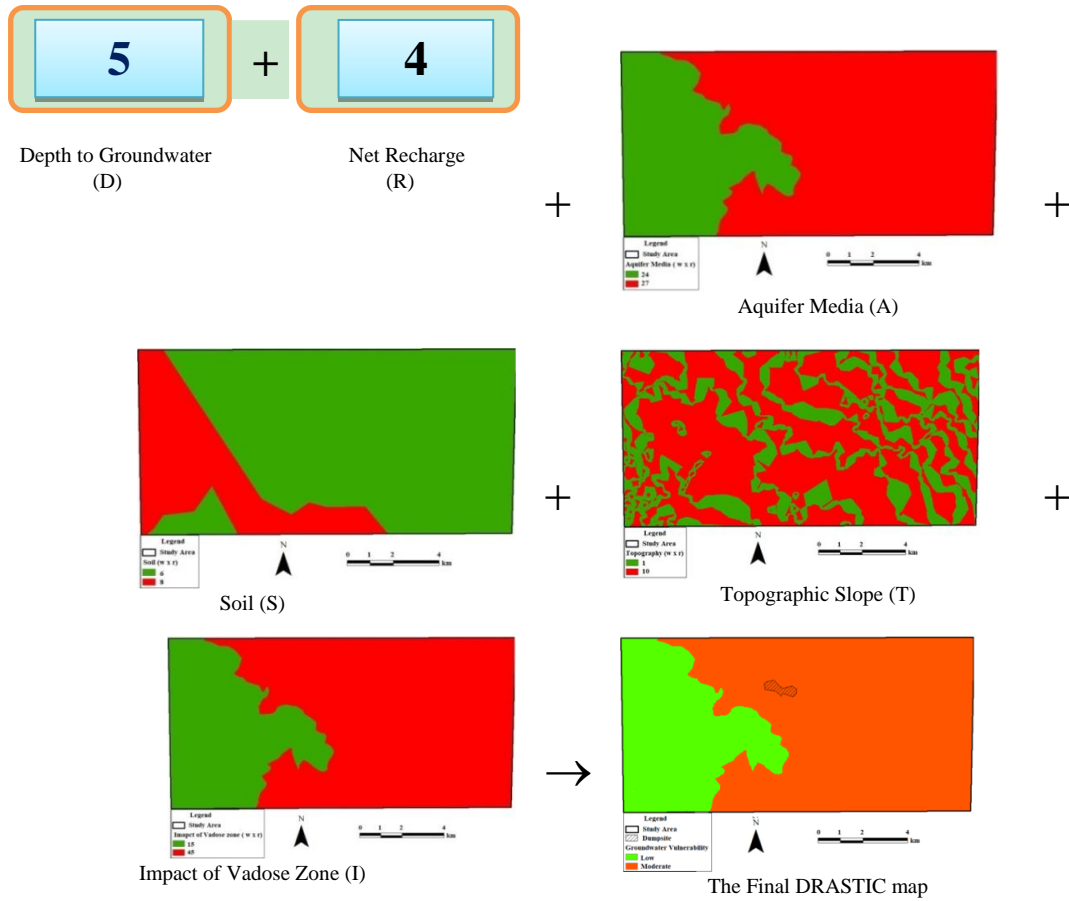 5 + 4
Depth to Groundwater
(D)
Net Recharge
(R)
+
+
Legend
Study Area
Aquifer Media ( w x r)
24
27
N
0 1 2 4
km
Aquifer Media (A)
Legend
Study Area
Soil (w x r)
6
8
N
0 1 2 4
km
Soil (S)
+
Legend
Study Area
Topography (w x r)
1
10
N
0 1 2 4
km
Topographic Slope (T)
+
Legend
Study Area
Imapct of Vadose zone ( w x r)
15
45
N
0 1 2 4
km
Impact of Vadose Zone (I)
→
Legend
Study Area
Dumpsite
Groundwater Vulnerability
Low
Moderate
N
0 1 2 4
km
The Final DRASTIC map